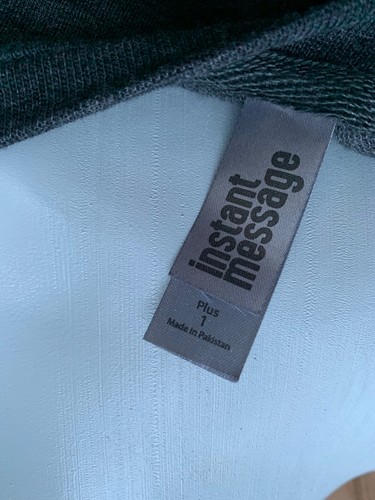 instant
message
Plus
1
Made in Pakistan